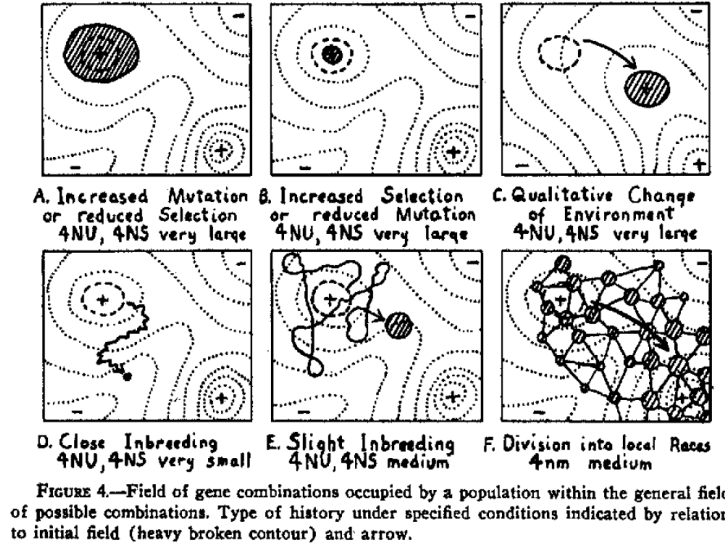 A. Increased Mutation
or reduced Selection
4NU, 4NS very large
B. Increased Selection
or reduced Mutation
4NU, 4NS very large
C. Qualitative Change
of Environment
4NU, 4NS very large
D. Close Inbreeding
4NU, 4NS very small
E. Slight Inbreeding
4NU, 4NS medium
F. Division into local Races
4nm medium
FIGURE 4.—Field of gene combinations occupied by a population within the general field
of possible combinations. Type of history under specified conditions indicated by relation
to initial field (heavy broken contour) and arrow.